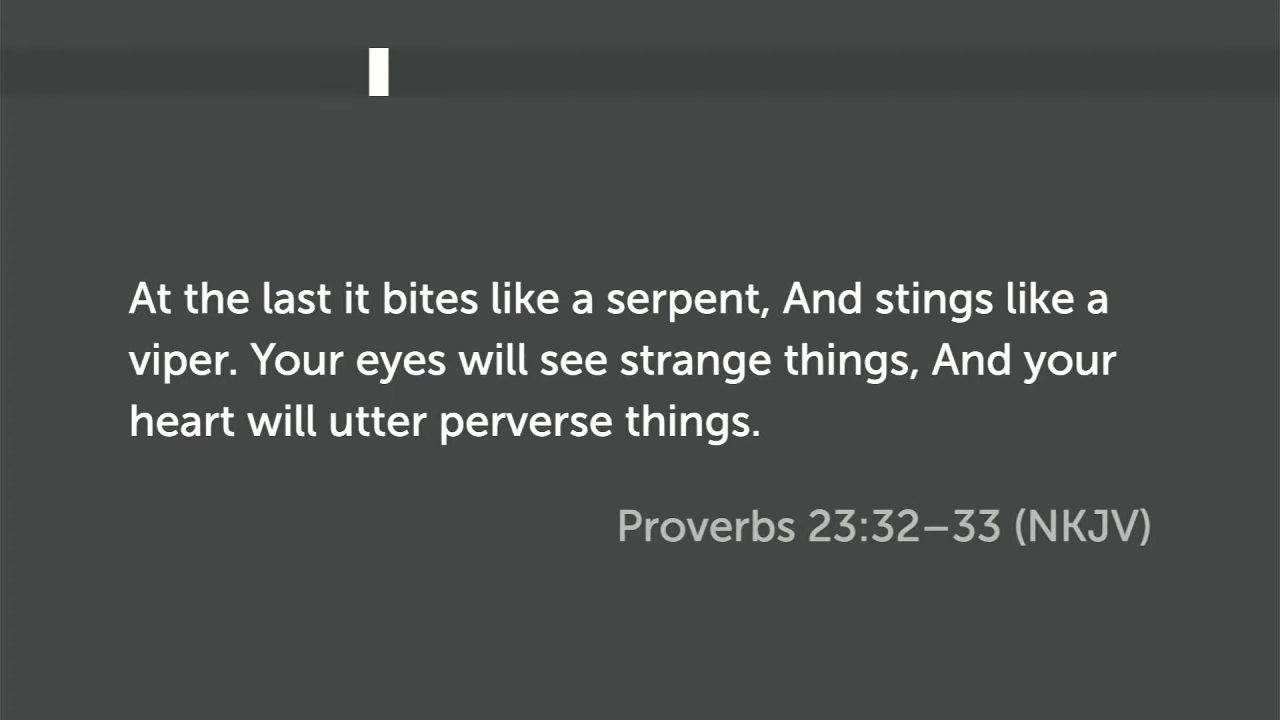 At the last it bites like a serpent, And stings like a
viper. Your eyes will see strange things, And your
heart will utter perverse things.
Proverbs 23:32–33 (NKJV)